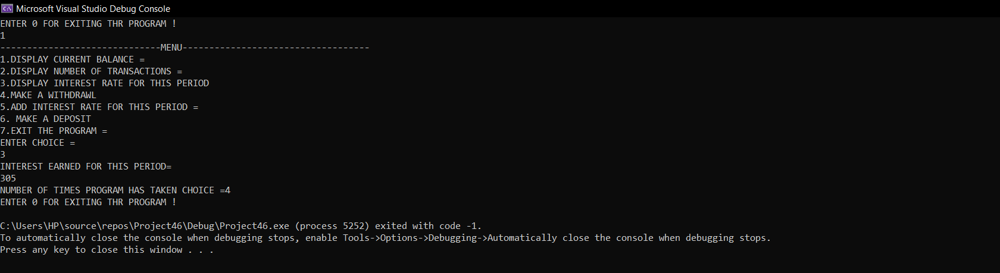 Microsoft Visual Studio Debug Console
ENTER 0 FOR EXITING THR PROGRAM !
1
------------------------------MENU-----------------------------------
1.DISPLAY CURRENT BALANCE =
2.DISPLAY NUMBER OF TRANSACTIONS =
3.DISPLAY INTEREST RATE FOR THIS PERIOD
4.MAKE A WITHDRAWL
5.ADD INTEREST RATE FOR THIS PERIOD =
6. MAKE A DEPOSIT
7.EXIT THE PROGRAM =
ENTER CHOICE =
3
INTEREST EARNED FOR THIS PERIOD=
305
NUMBER OF TIMES PROGRAM HAS TAKEN CHOICE =4
ENTER 0 FOR EXITING THR PROGRAM !
C:\Users\HP\source\repos\Project46\Debug\Project46.exe (process 5252) exited with code -1.
To automatically close the console when debugging stops, enable Tools->Options->Debugging->Automatically close the console when debugging stops.
Press any key to close this window . . .